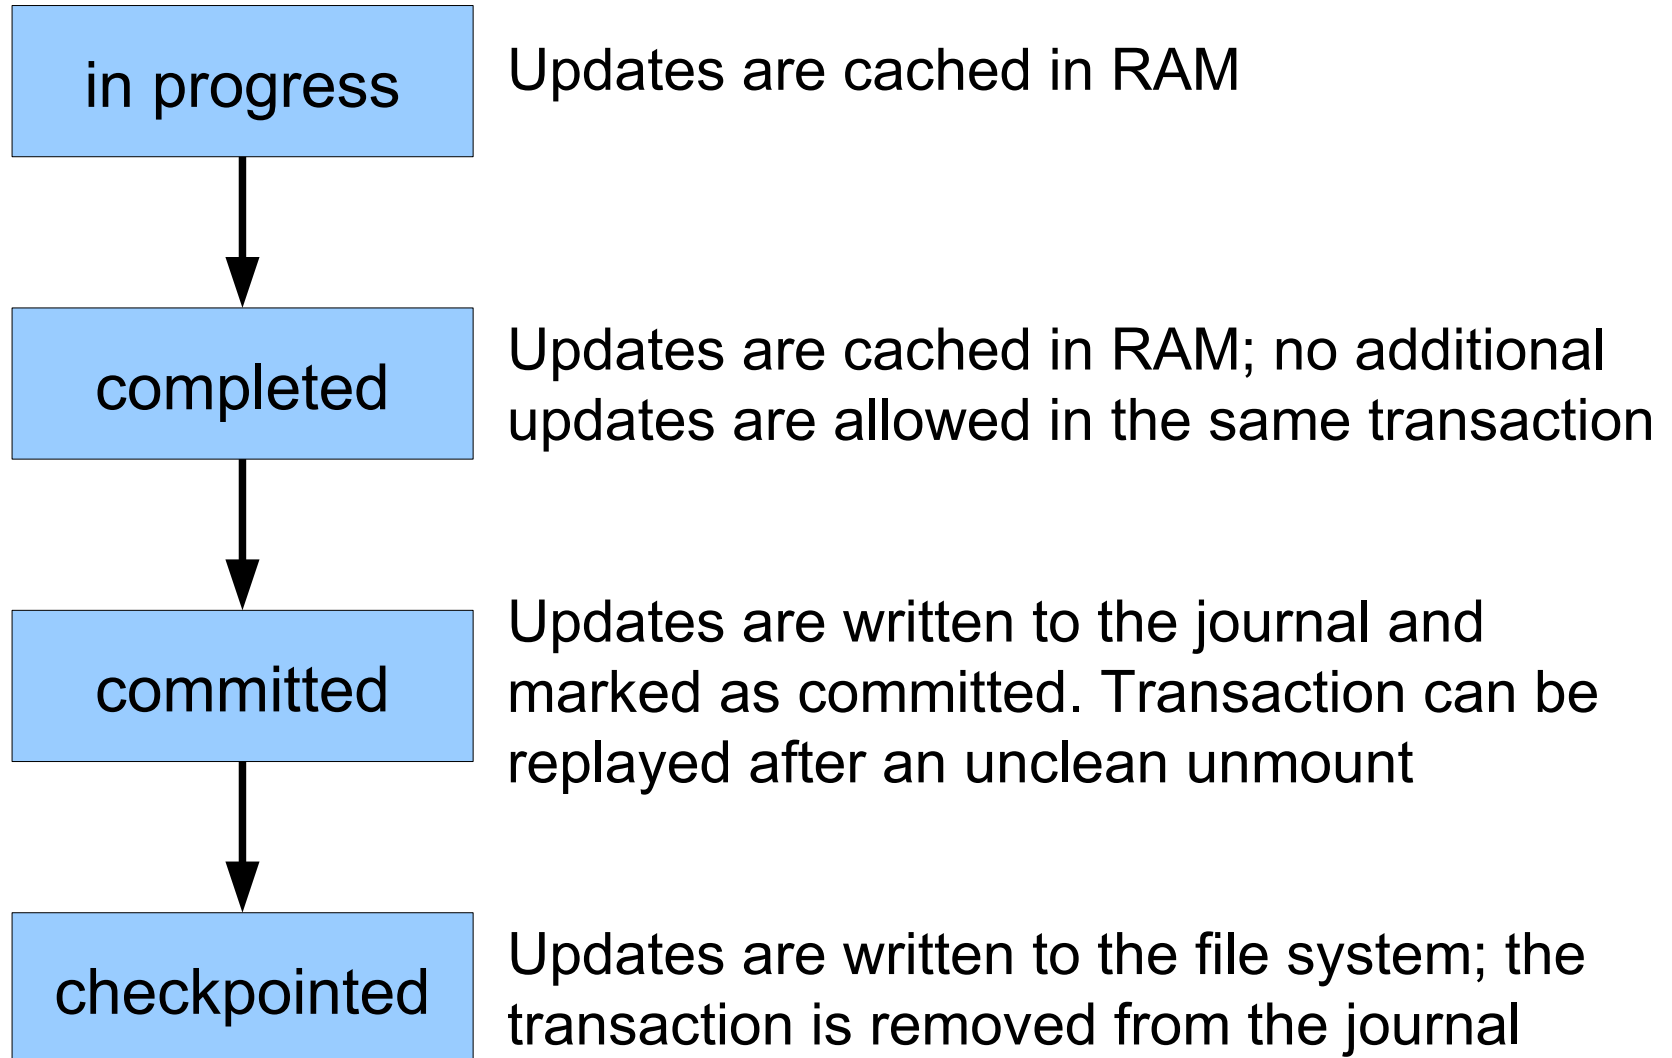 in progress
Updates are cached in RAM
completed
Updates are cached in RAM; no additional
updates are allowed in the same transaction
committed
Updates are written to the journal and
marked as committed. Transaction can be
replayed after an unclean unmount
checkpointed
Updates are written to the file system; the
transaction is removed from the journal